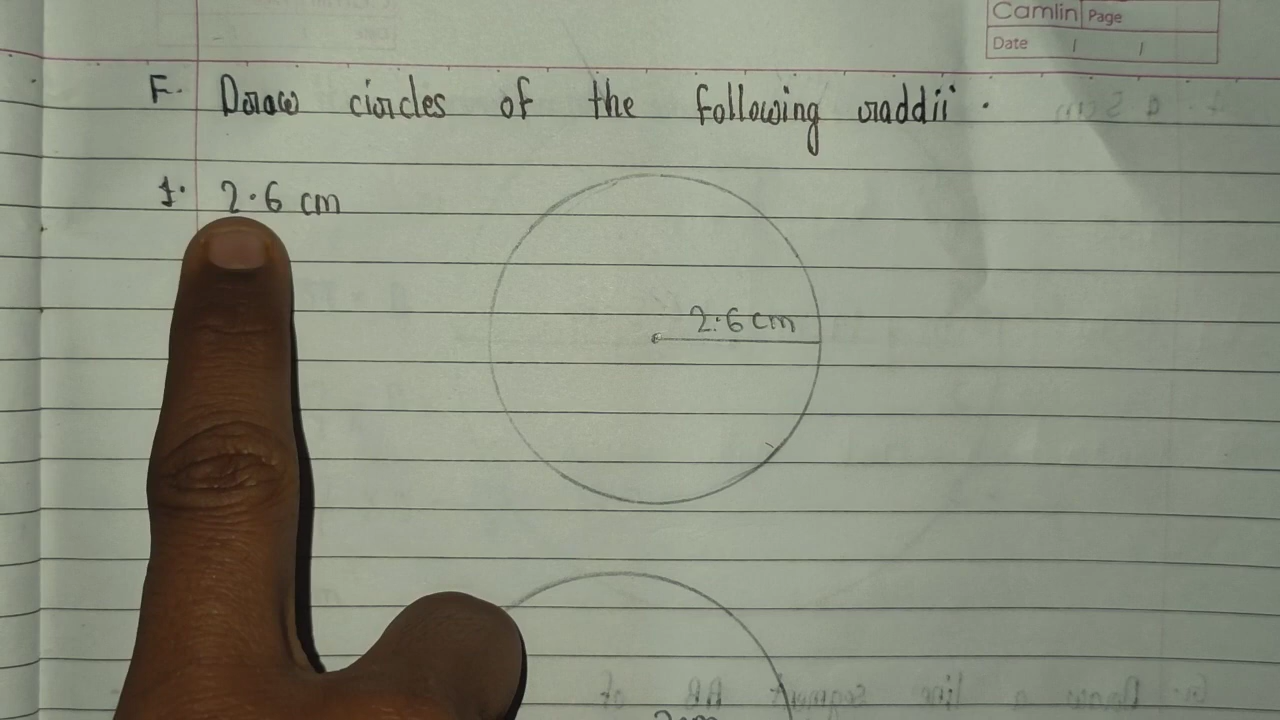 Camlin Page
Date / /
F. Draw circles of the following raddii.
1. 2.6 cm
2.6 cm